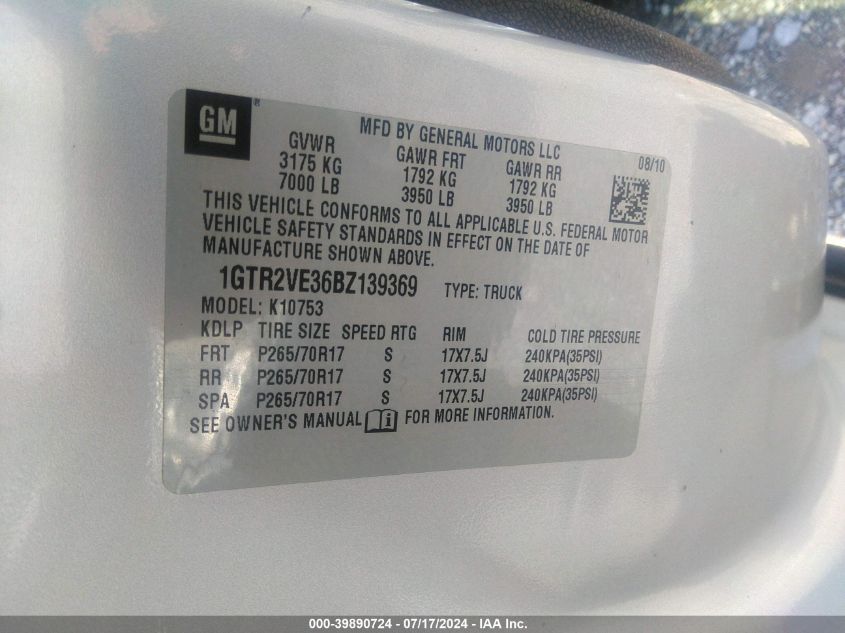 GM ®
MFD BY GENERAL MOTORS LLC 08/10
GVWR GAWR FRT GAWR RR
3175 KG 1792 KG 1792 KG
7000 LB 3950 LB 3950 LB
THIS VEHICLE CONFORMS TO ALL APPLICABLE U.S. FEDERAL MOTOR
VEHICLE SAFETY STANDARDS IN EFFECT ON THE DATE OF
MANUFACTURE SHOWN ABOVE.
1GTR2VE36BZ139369 TYPE: TRUCK
MODEL: K10753
KDLP TIRE SIZE SPEED RTG RIM COLD TIRE PRESSURE
FRT P265/70R17 S 17X7.5J 240KPA(35PSI)
RR P265/70R17 S 17X7.5J 240KPA(35PSI)
SPA P265/70R17 S 17X7.5J 240KPA(35PSI)
SEE OWNER'S MANUAL i FOR MORE INFORMATION.
000-39890724 - 07/17/2024 - IAA Inc.